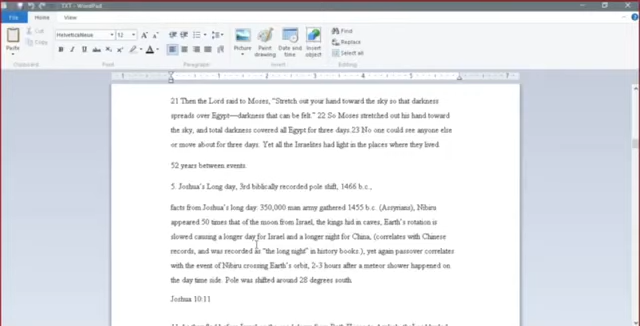 TXT - WordPad
File Home View
Cut
Copy
Paste
Clipboard
HelveticaNeue 12
Font
Paragraph
Picture Paint drawing Date and time Insert object
Insert
Find
Replace
Select all
Editing
21 Then the Lord said to Moses, “Stretch out your hand toward the sky so that darkness
spreads over Egypt—darkness that can be felt.” 22 So Moses stretched out his hand toward
the sky, and total darkness covered all Egypt for three days.23 No one could see anyone else
or move about for three days. Yet all the Israelites had light in the places where they lived.
52 years between events.
5. Joshua’s Long day, 3rd biblically recorded pole shift, 1466 b.c.,
facts from Joshua’s long day: 350,000 man army gathered 1455 b.c. (Assyrians), Nibiru
appeared 50 times that of the moon from Israel, the kings hid in caves, Earth’s rotation is
slowed causing a longer day for Israel and a longer night for China, (correlates with Chinese
records, and was recorded as “the long night” in history books.), yet again passover correlates
with the event of Nibiru crossing Earth’s orbit, 2-3 hours after a meteor shower happened on
the day time side. Pole was shifted around 28 degrees south.
Joshua 10:11